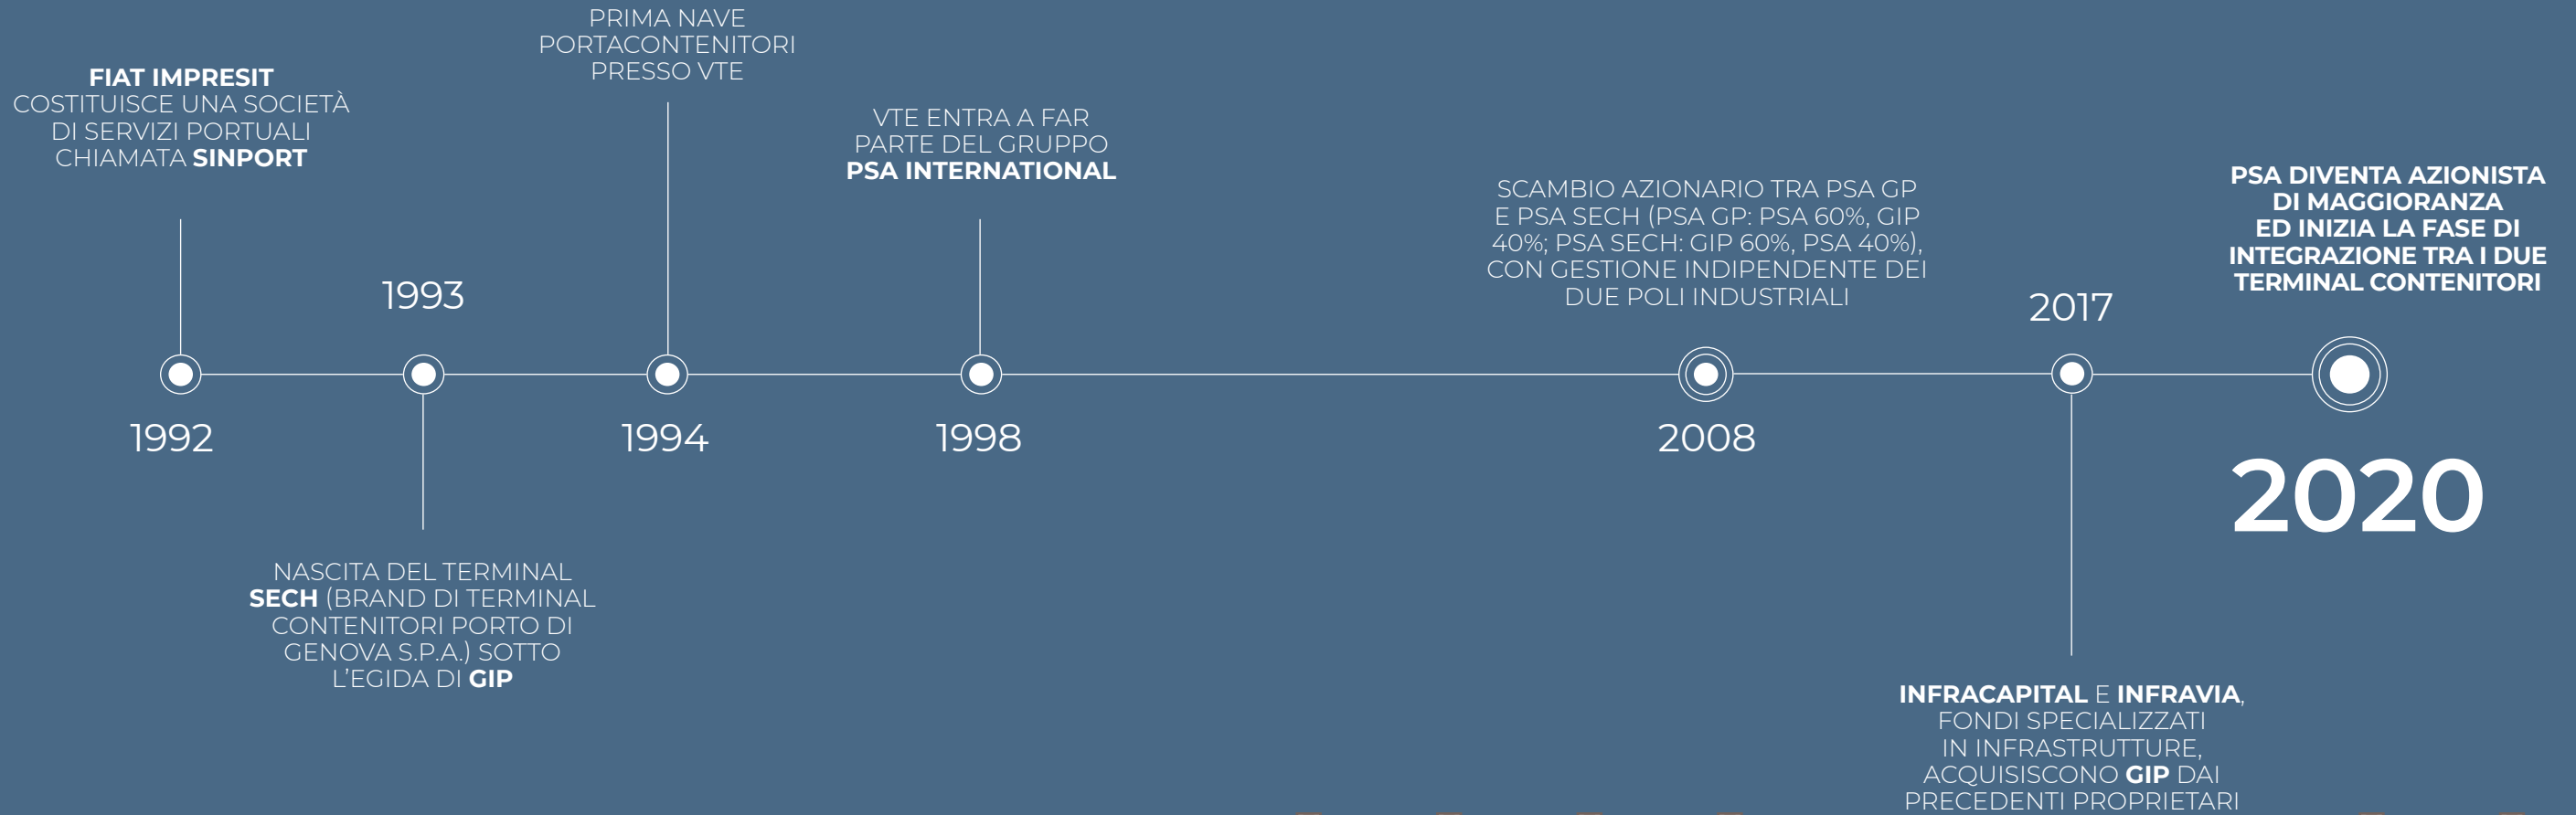 FIAT IMPRESIT
COSTITUISCE UNA SOCIETÀ
DI SERVIZI PORTUALI
CHIAMATA SINPORT
1992
1993
NASCITA DEL TERMINAL
SECH (BRAND DI TERMINAL
CONTENITORI PORTO DI
GENOVA S.P.A.) SOTTO
L'EGIDA DI GIP
PRIMA NAVE
PORTACONTENITORI
PRESSO VTE
1994
VTE ENTRA A FAR
PARTE DEL GRUPPO
PSA INTERNATIONAL
1998
SCAMBIO AZIONARIO TRA PSA GP
E PSA SECH (PSA GP: PSA 60%, GIP
40%; PSA SECH: GIP 60%, PSA 40%),
CON GESTIONE INDIPENDENTE DEI
DUE POLI INDUSTRIALI
2008
2017
INFRACAPITAL E INFRAVIA,
FONDI SPECIALIZZATI
IN INFRASTRUTTURE,
ACQUISISCONO GIP DAI
PRECEDENTI PROPRIETARI
PSA DIVENTA AZIONISTA
DI MAGGIORANZA
ED INIZIA LA FASE DI
INTEGRAZIONE TRA I DUE
TERMINAL CONTENITORI
2020